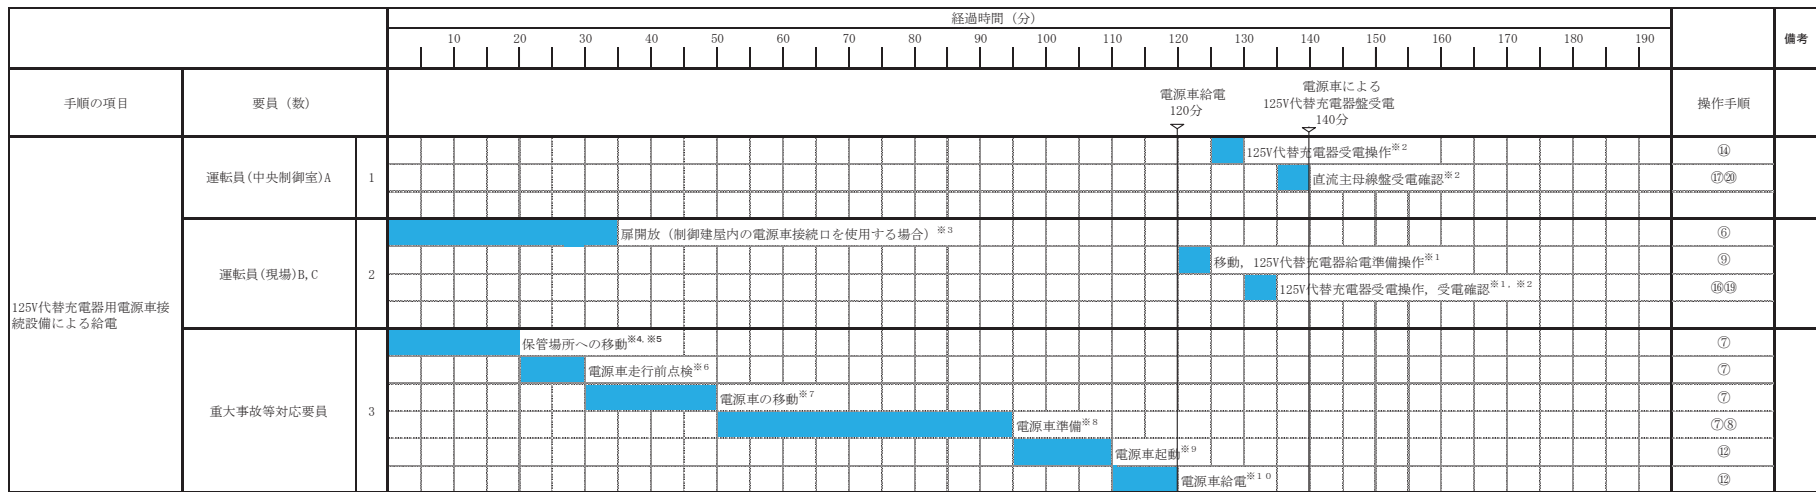 経過時間（分）
備考
10 20 30 40 50 60 70 80 90 100 110 120 130 140 150 160 170 180 190
手順の項目
要員（数）
電源車給電
120分
電源車による
125V代替充電器盤受電
140分
操作手順
125V代替充電器用電源車接
続設備による給電
運転員(中央制御室)A
1
125V代替充電器受電操作※2
⑭
直流主母線盤受電確認※2
⑰⑳
運転員(現場)B,C
2
扉開放（制御建屋内の電源車接続口を使用する場合）※3
⑥
移動，125V代替充電器給電準備操作※1
⑨
125V代替充電器受電操作，受電確認※1，※2
⑯⑲
重大事故等対応要員
3
保管場所への移動※4，※5
⑦
電源車走行前点検※6
⑦
電源車の移動※7
⑦
電源車準備※8
⑦⑧
電源車起動※9
⑫
電源車給電※10
⑫